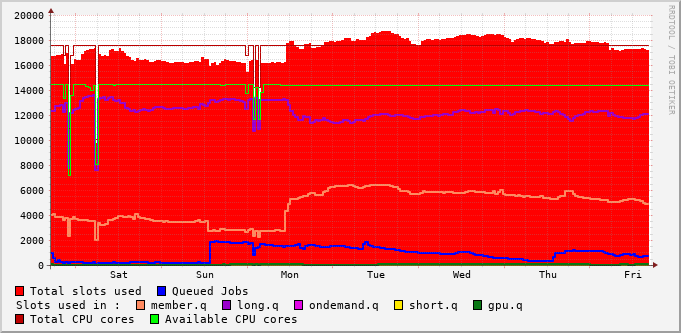 20000
18000
16000
14000
12000
10000
8000
6000
4000
2000
0
Sat Sun Mon Tue Wed Thu Fri
Total slots used Queued Jobs
Slots used in : member.q long.q ondemand.q short.q gpu.q
Total CPU cores Available CPU cores
RRDTOOL / TOBI OETIKER